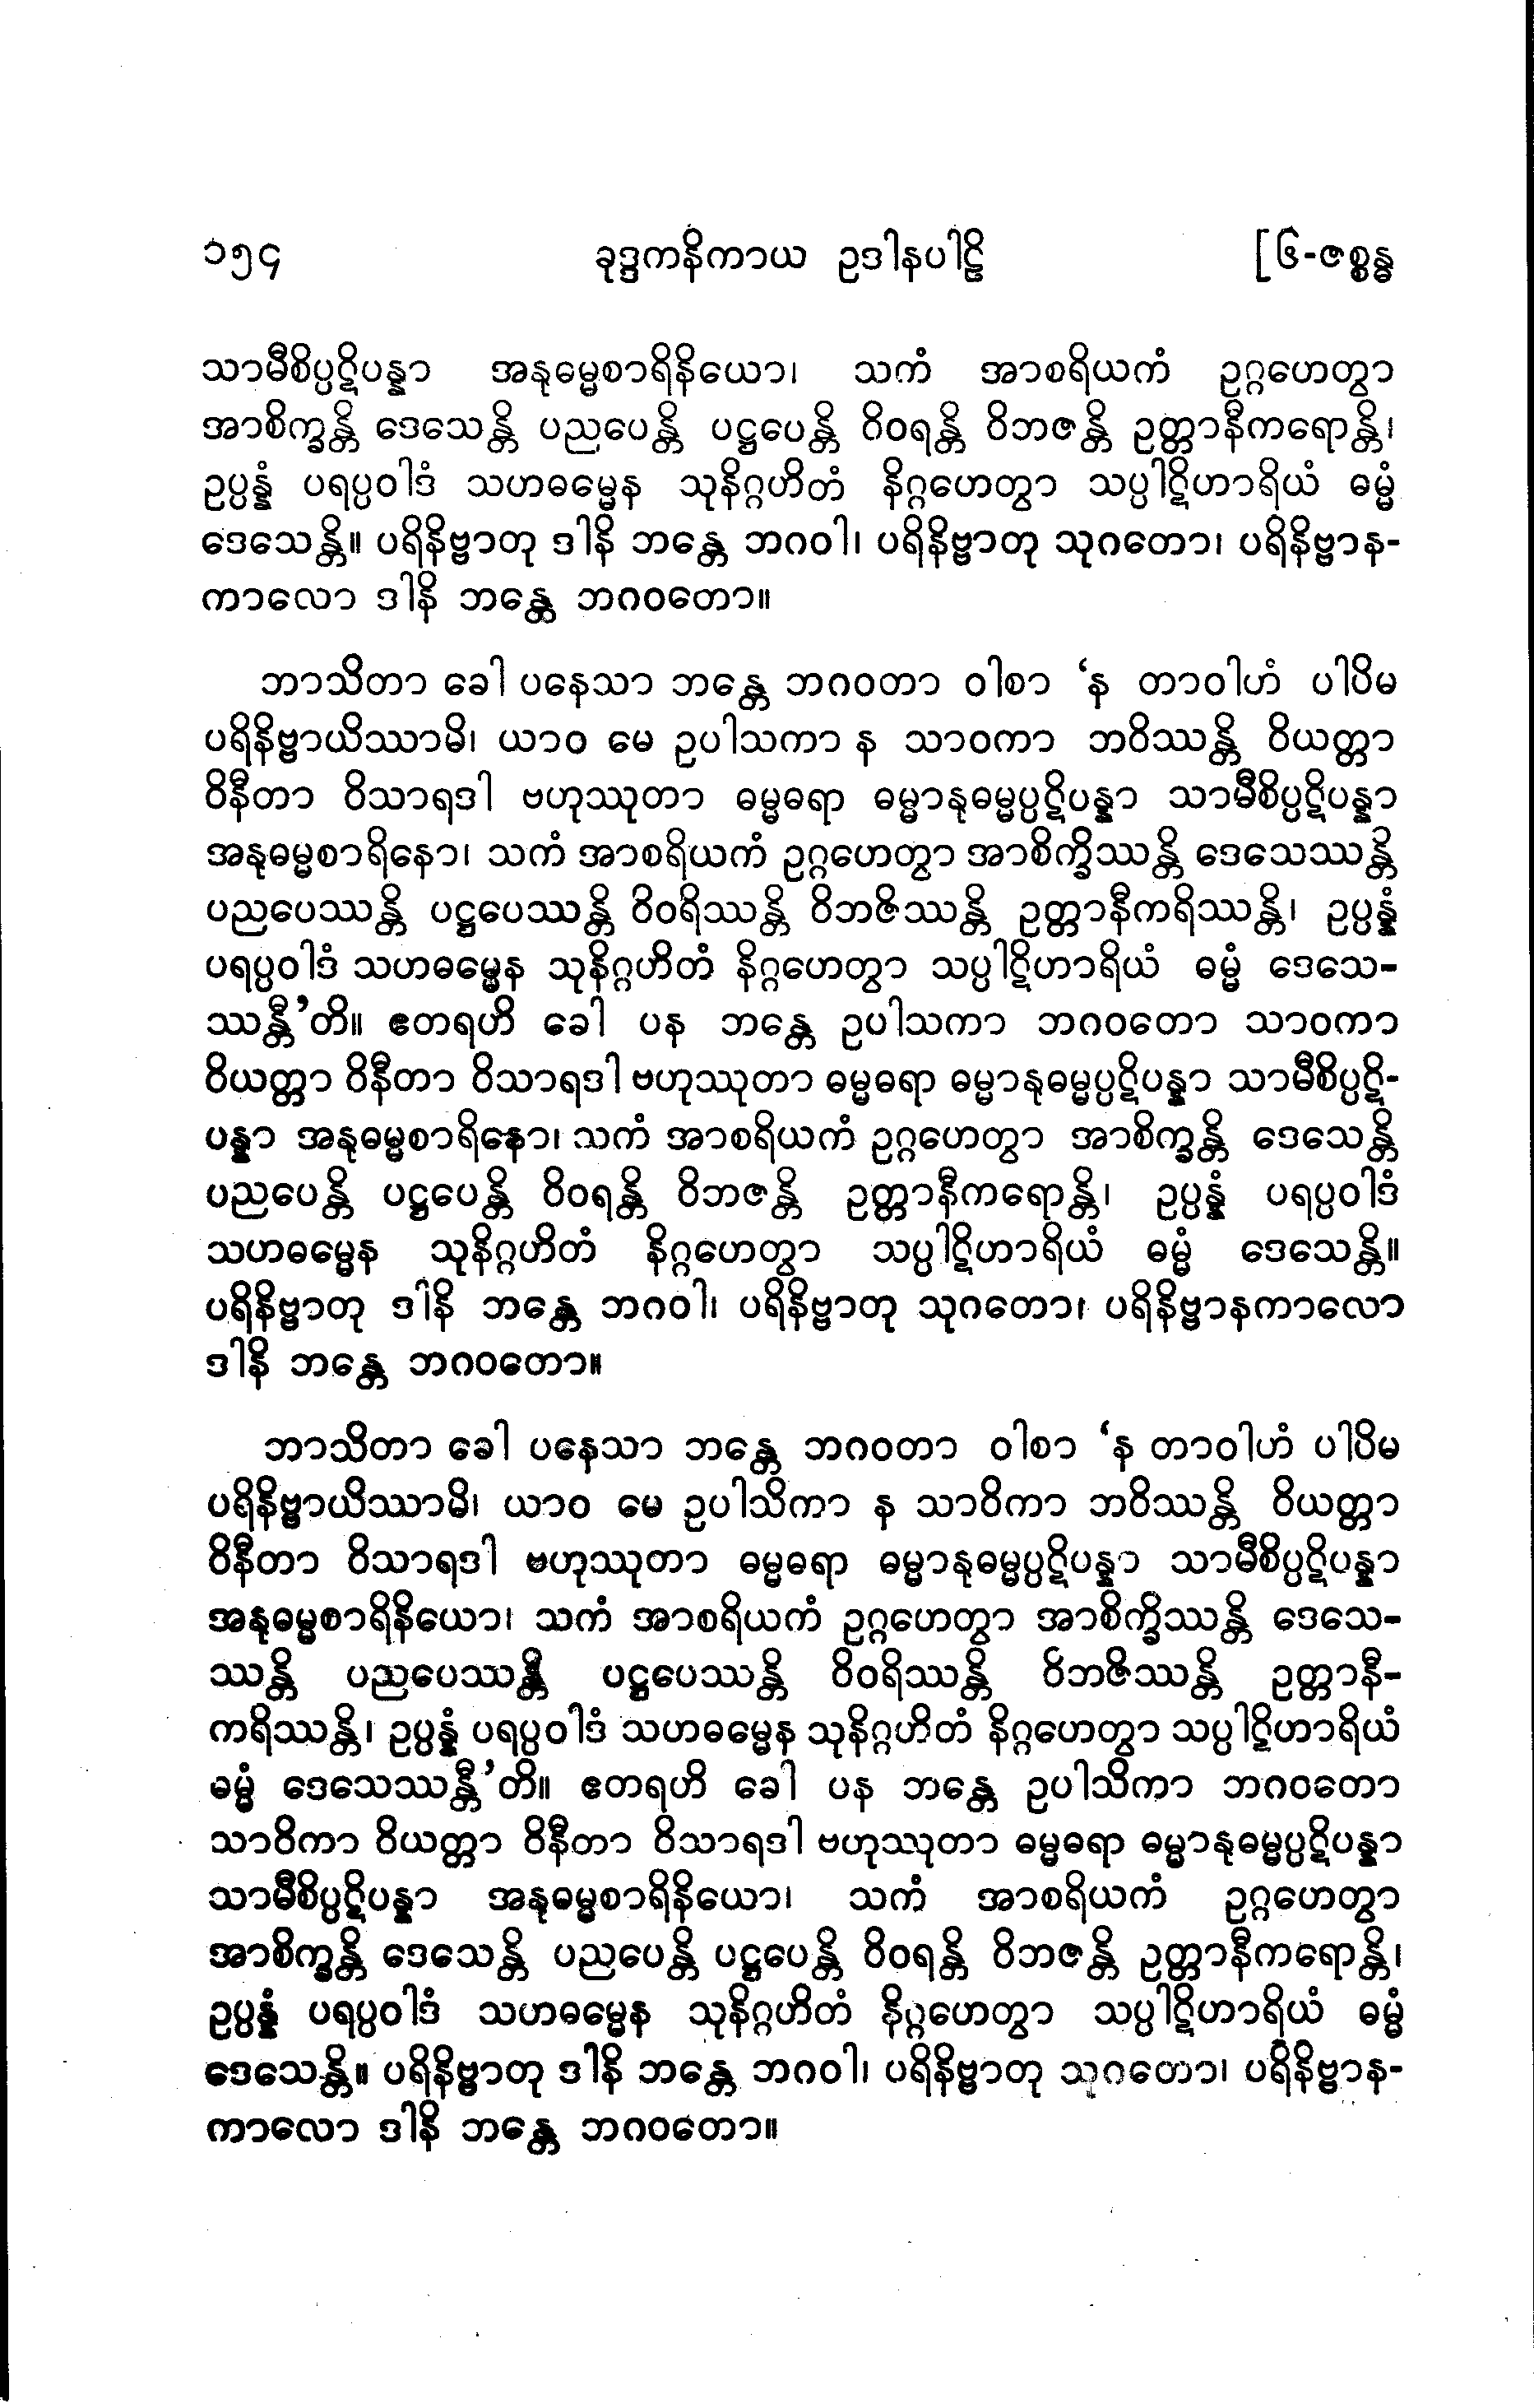 ၁၅၄ ခုဒ္ဒကနိကာယ ဥဒါနပါဠိ [၆-ဇစ္စန္ဓ
သာမီစိပ္ပဋိပန္နာ အနုဓမ္မစာရိနိယော၊ သကံ အာစရိယကံ ဥဂ္ဂဟေတွာ
အာစိက္ခန္တိ ဒေသေန္တိ ပညပေန္တိ ပဋ္ဌပေန္တိ ဝိဝရန္တိ ဝိဘဇန္တိ ဥတ္တာနီကရောန္တိ၊
ဥပ္ပန္နံ ပရပ္ပဝါဒံ သဟဓမ္မေန သုနိဂ္ဂဟိတံ နိဂ္ဂဟေတွာ သပ္ပါဋိဟာရိယံ ဓမ္မံ
ဒေသေန္တိ။ ပရိနိဗ္ဗာတု ဒါနိ ဘန္တေ ဘဂဝါ၊ ပရိနိဗ္ဗာတု သုဂတော၊ ပရိနိဗ္ဗာန-
ကာလော ဒါနိ ဘန္တေ ဘဂဝတော။
ဘာသိတာ ခေါ ပနေသာ ဘန္တေ ဘဂဝတာ ဝါစာ ‘န တာဝါဟံ ပါပိမ
ပရိနိဗ္ဗာယိဿာမိ၊ ယာဝ မေ ဥပါသကာ န သာဝကာ ဘဝိဿန္တိ ဝိယတ္တာ
ဝိနီတာ ဝိသာရဒါ ဗဟုဿုတာ ဓမ္မဓရာ ဓမ္မာနုဓမ္မပ္ပဋိပန္နာ သာမီစိပ္ပဋိပန္နာ
အနုဓမ္မစာရိနော၊ သကံ အာစရိယကံ ဥဂ္ဂဟေတွာ အာစိက္ခိဿန္တိ ဒေသေဿန္တိ
ပညပေဿန္တိ ပဋ္ဌပေဿန္တိ ဝိဝရိဿန္တိ ဝိဘဇိဿန္တိ ဥတ္တာနီကရိဿန္တိ၊ ဥပ္ပန္နံ
ပရပ္ပဝါဒံ သဟဓမ္မေန သုနိဂ္ဂဟိတံ နိဂ္ဂဟေတွာ သပ္ပါဋိဟာရိယံ ဓမ္မံ ဒေသေ-
ဿန္တီ’တိ။ ဧတရဟိ ခေါ ပန ဘန္တေ ဥပါသကာ ဘဂဝတော သာဝကာ
ဝိယတ္တာ ဝိနီတာ ဝိသာရဒါ ဗဟုဿုတာ ဓမ္မဓရာ ဓမ္မာနုဓမ္မပ္ပဋိပန္နာ သာမီစိပ္ပဋိ-
ပန္နာ အနုဓမ္မစာရိနော၊ သကံ အာစရိယကံ ဥဂ္ဂဟေတွာ အာစိက္ခန္တိ ဒေသေန္တိ
ပညပေန္တိ ပဋ္ဌပေန္တိ ဝိဝရန္တိ ဝိဘဇန္တိ ဥတ္တာနီကရောန္တိ၊ ဥပ္ပန္နံ ပရပ္ပဝါဒံ
သဟဓမ္မေန သုနိဂ္ဂဟိတံ နိဂ္ဂဟေတွာ သပ္ပါဋိဟာရိယံ ဓမ္မံ ဒေသေန္တိ။
ပရိနိဗ္ဗာတု ဒါနိ ဘန္တေ ဘဂဝါ၊ ပရိနိဗ္ဗာတု သုဂတော၊ ပရိနိဗ္ဗာနကာလော
ဒါနိ ဘန္တေ ဘဂဝတော။
ဘာသိတာ ခေါ ပနေသာ ဘန္တေ ဘဂဝတာ ဝါစာ ‘န တာဝါဟံ ပါပိမ
ပရိနိဗ္ဗာယိဿာမိ၊ ယာဝ မေ ဥပါသိကာ န သာဝိကာ ဘဝိဿန္တိ ဝိယတ္တာ
ဝိနီတာ ဝိသာရဒါ ဗဟုဿုတာ ဓမ္မဓရာ ဓမ္မာနုဓမ္မပ္ပဋိပန္နာ သာမီစိပ္ပဋိပန္နာ
အနုဓမ္မစာရိနိယော၊ သကံ အာစရိယကံ ဥဂ္ဂဟေတွာ အာစိက္ခိဿန္တိ ဒေသေ-
ဿန္တိ ပညပေဿန္တိ ပဋ္ဌပေဿန္တိ ဝိဝရိဿန္တိ ဝိဘဇိဿန္တိ ဥတ္တာနီ-
ကရိဿန္တိ၊ ဥပ္ပန္နံ ပရပ္ပဝါဒံ သဟဓမ္မေန သုနိဂ္ဂဟိတံ နိဂ္ဂဟေတွာ သပ္ပါဋိဟာရိယံ
ဓမ္မံ ဒေသေဿန္တီ’တိ။ ဧတရဟိ ခေါ ပန ဘန္တေ ဥပါသိကာ ဘဂဝတော
သာဝိကာ ဝိယတ္တာ ဝိနီတာ ဝိသာရဒါ ဗဟုဿုတာ ဓမ္မဓရာ ဓမ္မာနုဓမ္မပ္ပဋိပန္နာ
သာမီစိပ္ပဋိပန္နာ အနုဓမ္မစာရိနိယော၊ သကံ အာစရိယကံ ဥဂ္ဂဟေတွာ
အာစိက္ခန္တိ ဒေသေန္တိ ပညပေန္တိ ပဋ္ဌပေန္တိ ဝိဝရန္တိ ဝိဘဇန္တိ ဥတ္တာနီကရောန္တိ၊
ဥပ္ပန္နံ ပရပ္ပဝါဒံ သဟဓမ္မေန သုနိဂ္ဂဟိတံ နိဂ္ဂဟေတွာ သပ္ပါဋိဟာရိယံ ဓမ္မံ
ဒေသေန္တိ။ ပရိနိဗ္ဗာတု ဒါနိ ဘန္တေ ဘဂဝါ၊ ပရိနိဗ္ဗာတု သုဂတော၊ ပရိနိဗ္ဗာန-
ကာလော ဒါနိ ဘန္တေ ဘဂဝတော။